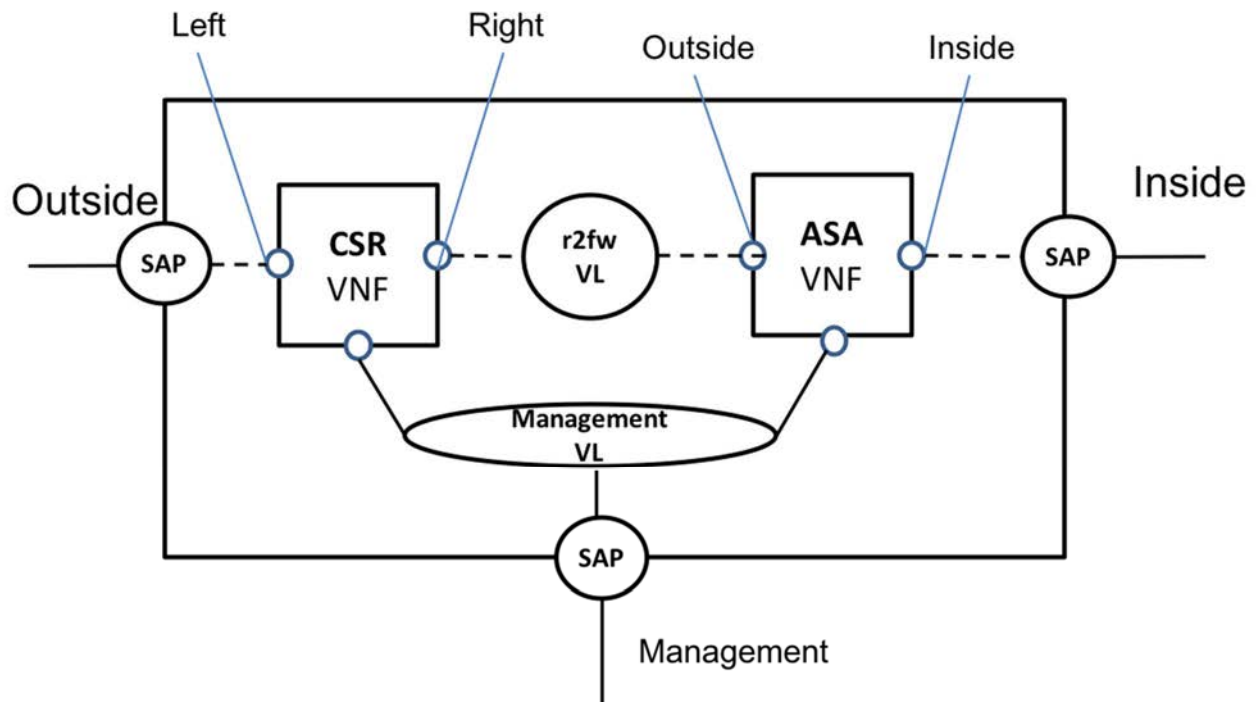 Left
Right
Outside
Inside
Outside
Inside
SAP
CSR
VNF
r2fw
VL
ASA
VNF
SAP
Management
VL
SAP
Management